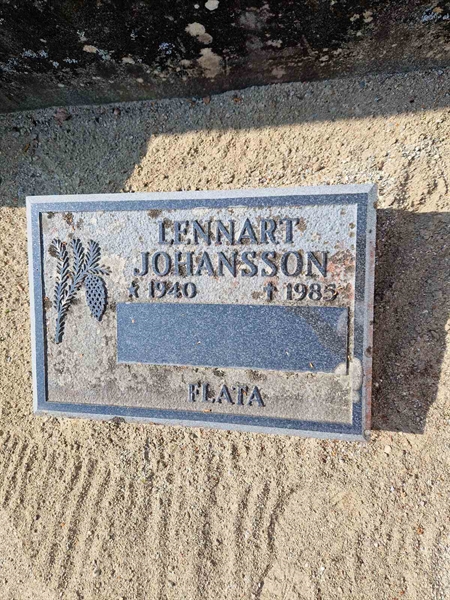 LENNART
JOHANSSON
* 1940 † 1985
FLATA